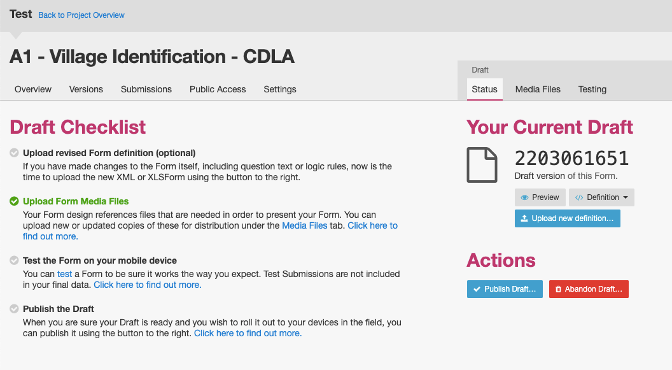 Test Back to Project Overview
A1 - Village Identification - CDLA
Overview Versions Submissions Public Access Settings
Draft
Status Media Files Testing
Draft Checklist
Upload revised Form definition (optional)
If you have made changes to the Form itself, including question text or logic rules, now is the
time to upload the new XML or XLSForm using the button to the right.
Upload Form Media Files
Your Form design references files that are needed in order to present your Form. You can
upload new or updated copies of these for distribution under the Media Files tab. Click here to
find out more.
Test the Form on your mobile device
You can test a Form to be sure it works the way you expect. Test Submissions are not included
in your final data. Click here to find out more.
Publish the Draft
When you are sure your Draft is ready and you wish to roll it out to your devices in the field, you
can publish it using the button to the right. Click here to find out more.
Your Current Draft
2203061651
Draft version of this Form.
Preview Definition
Upload new definition...
Actions
Publish Draft... Abandon Draft...